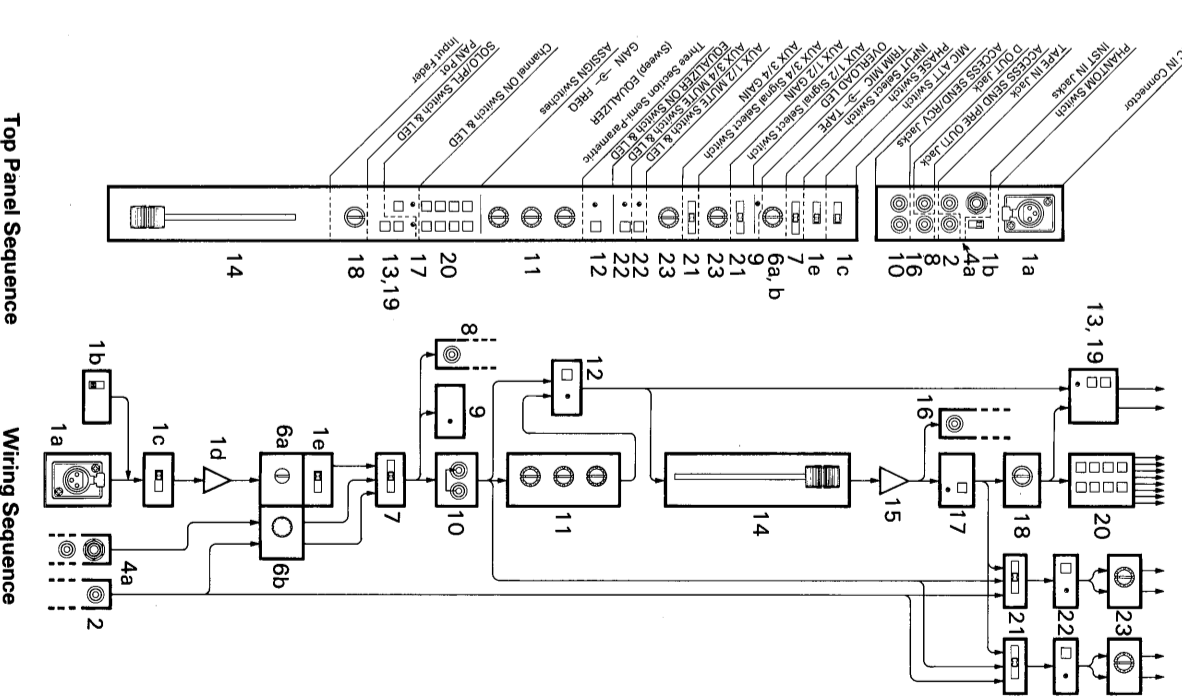 C IN Connector
PHANTOM Switch
INST IN Jacks
TAPE IN Jack
ACCESS SEND (PRE OUT) Jack
D OUT Jack
ACCESS SEND/RCV Jacks
MIC ATT Switch
PHASE Switch
INPUT Select Switch
TRIM MIC TAPE
OVERLOAD LED
AUX 1/2 Signal Select Switch
AUX 1/2 GAIN
AUX 3/4 Signal Select Switch
AUX 3/4 GAIN
AUX 1/2 MUTE Switch & LED
AUX 3/4 MUTE Switch & LED
EQUALIZER ON Switch & LED
Three Section Semi-Parametric
(Sweep) EQUALIZER
GAIN FREQ
ASSIGN Switches
Channel ON Switch & LED
SOLO/PFL Switch & LED
PAN Pot
Input Fader
1a
1b
4a
2
8
16
10
1c
1e
7
6a, b
9
21
23
21
23
22
22
12
11
20
17
13,19
18
14
Top Panel Sequence
13, 19
20
23
22
21
18
17
16
15
14
12
11
10
9
8
7
1e
6a
6b
1d
1c
1b
1a
4a
2
Wiring Sequence